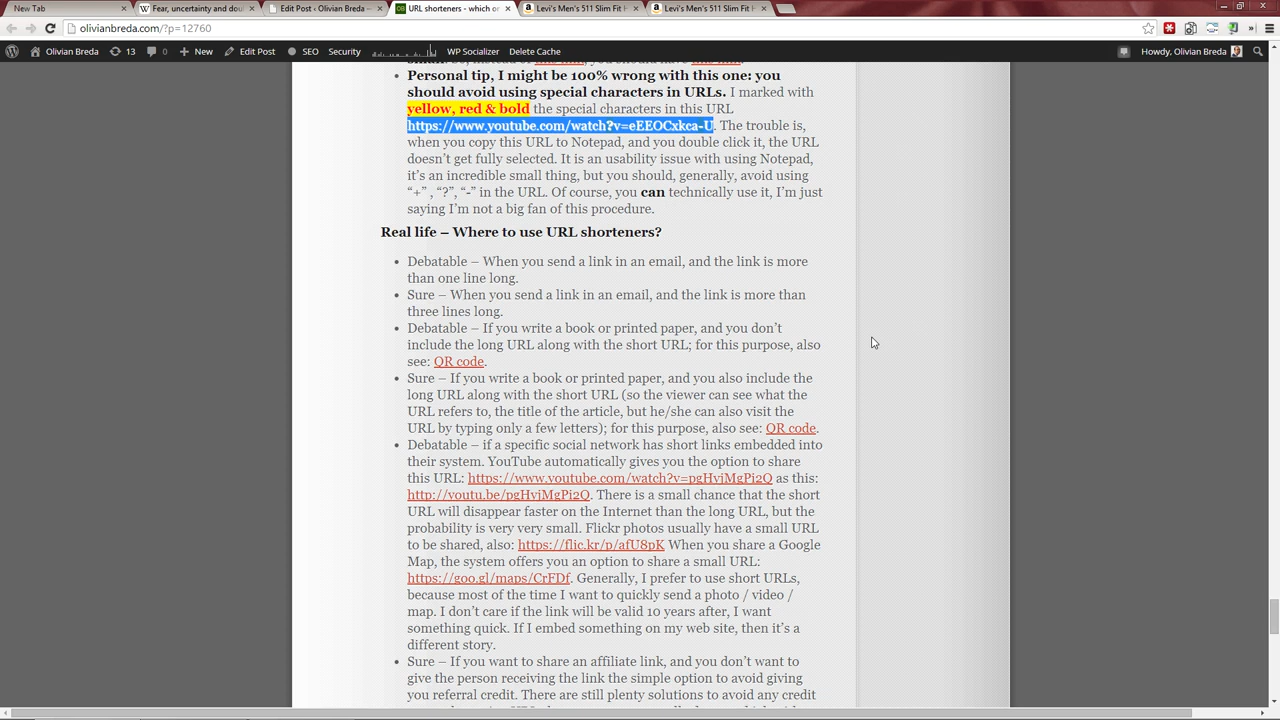 New Tab
Fear, uncertainty and dou
Edit Post ‹ Olivian Breda
URL shorteners - which or
Levi's Men's 511 Slim Fit H
Levi's Men's 511 Slim Fit H
olivianbreda.com/?p=12760
Olivian Breda 13 0 New Edit Post SEO Security WP Socializer Delete Cache Howdy, Olivian Breda
Personal tip, I might be 100% wrong with this one: you
should avoid using special characters in URLs. I marked with
yellow, red & bold the special characters in this URL
https://www.youtube.com/watch?v=eEEOCxkca-U. The trouble is,
when you copy this URL to Notepad, and you double click it, the URL
doesn't get fully selected. It is an usability issue with using Notepad,
it's an incredible small thing, but you should, generally, avoid using
“+” , “?”, “-” in the URL. Of course, you can technically use it, I'm just
saying I'm not a big fan of this procedure.
Real life – Where to use URL shorteners?
• Debatable – When you send a link in an email, and the link is more
than one line long.
• Sure – When you send a link in an email, and the link is more than
three lines long.
• Debatable – If you write a book or printed paper, and you don't
include the long URL along with the short URL; for this purpose, also
see: QR code.
• Sure – If you write a book or printed paper, and you also include the
long URL along with the short URL (so the viewer can see what the
URL refers to, the title of the article, but he/she can also visit the
URL by typing only a few letters); for this purpose, also see: QR code.
• Debatable – if a specific social network has short links embedded into
their system. YouTube automatically gives you the option to share
this URL: https://www.youtube.com/watch?v=pgHvjMgPi2Q as this:
http://youtu.be/pgHvjMgPi2Q. There is a small chance that the short
URL will disappear faster on the Internet than the long URL, but the
probability is very very small. Flickr photos usually have a small URL
to be shared, also: https://flic.kr/p/afU8pK When you share a Google
Map, the system offers you an option to share a small URL:
https://goo.gl/maps/CrFDf. Generally, I prefer to use short URLs,
because most of the time I want to quickly send a photo / video /
map. I don't care if the link will be valid 10 years after, I want
something quick. If I embed something on my web site, then it's a
different story.
• Sure – If you want to share an affiliate link, and you don't want to
give the person receiving the link the simple option to avoid giving
you referral credit. There are still plenty solutions to avoid any credit